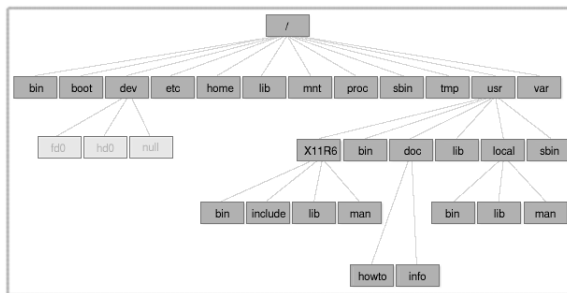 /
bin boot dev etc home lib mnt proc sbin tmp usr var
fd0 hd0 null
X11R6 bin doc lib local sbin
bin include lib man bin lib man
howto info